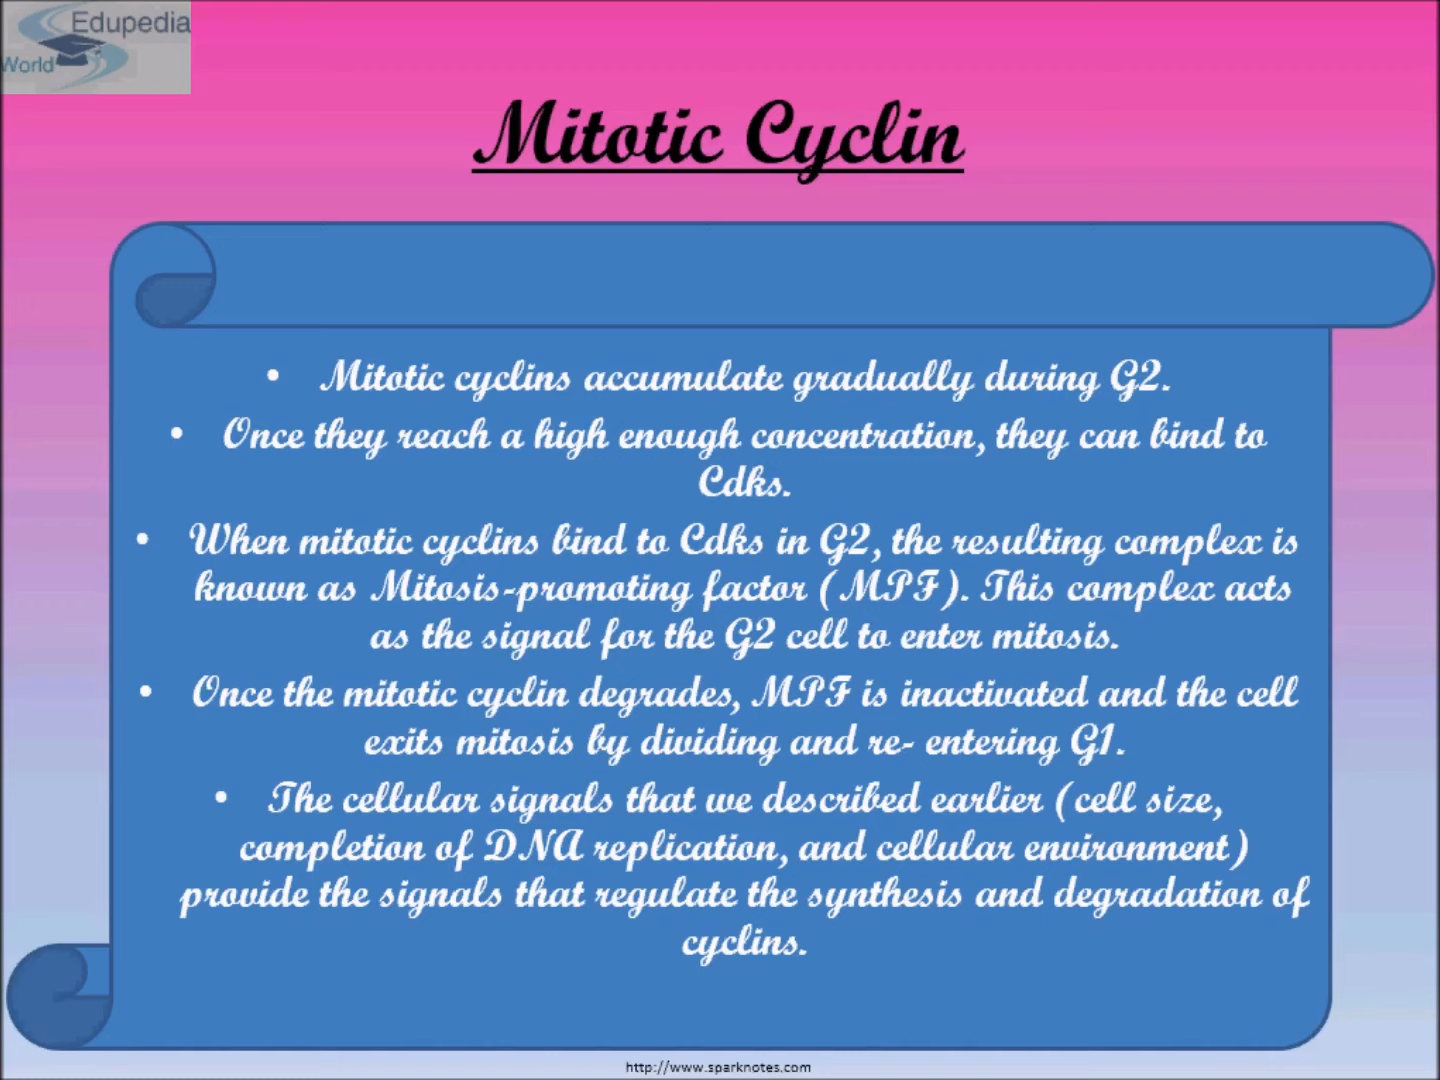 Edupedia
World
Mitotic Cyclin
• Mitotic cyclins accumulate gradually during G2.
• Once they reach a high enough concentration, they can bind to
Cdks.
• When mitotic cyclins bind to Cdks in G2, the resulting complex is
known as Mitosis-promoting factor (MPF). This complex acts
as the signal for the G2 cell to enter mitosis.
• Once the mitotic cyclin degrades, MPF is inactivated and the cell
exits mitosis by dividing and re- entering G1.
• The cellular signals that we described earlier (cell size,
completion of DNA replication, and cellular environment)
provide the signals that regulate the synthesis and degradation of
cyclins.
http://www.sparknotes.com